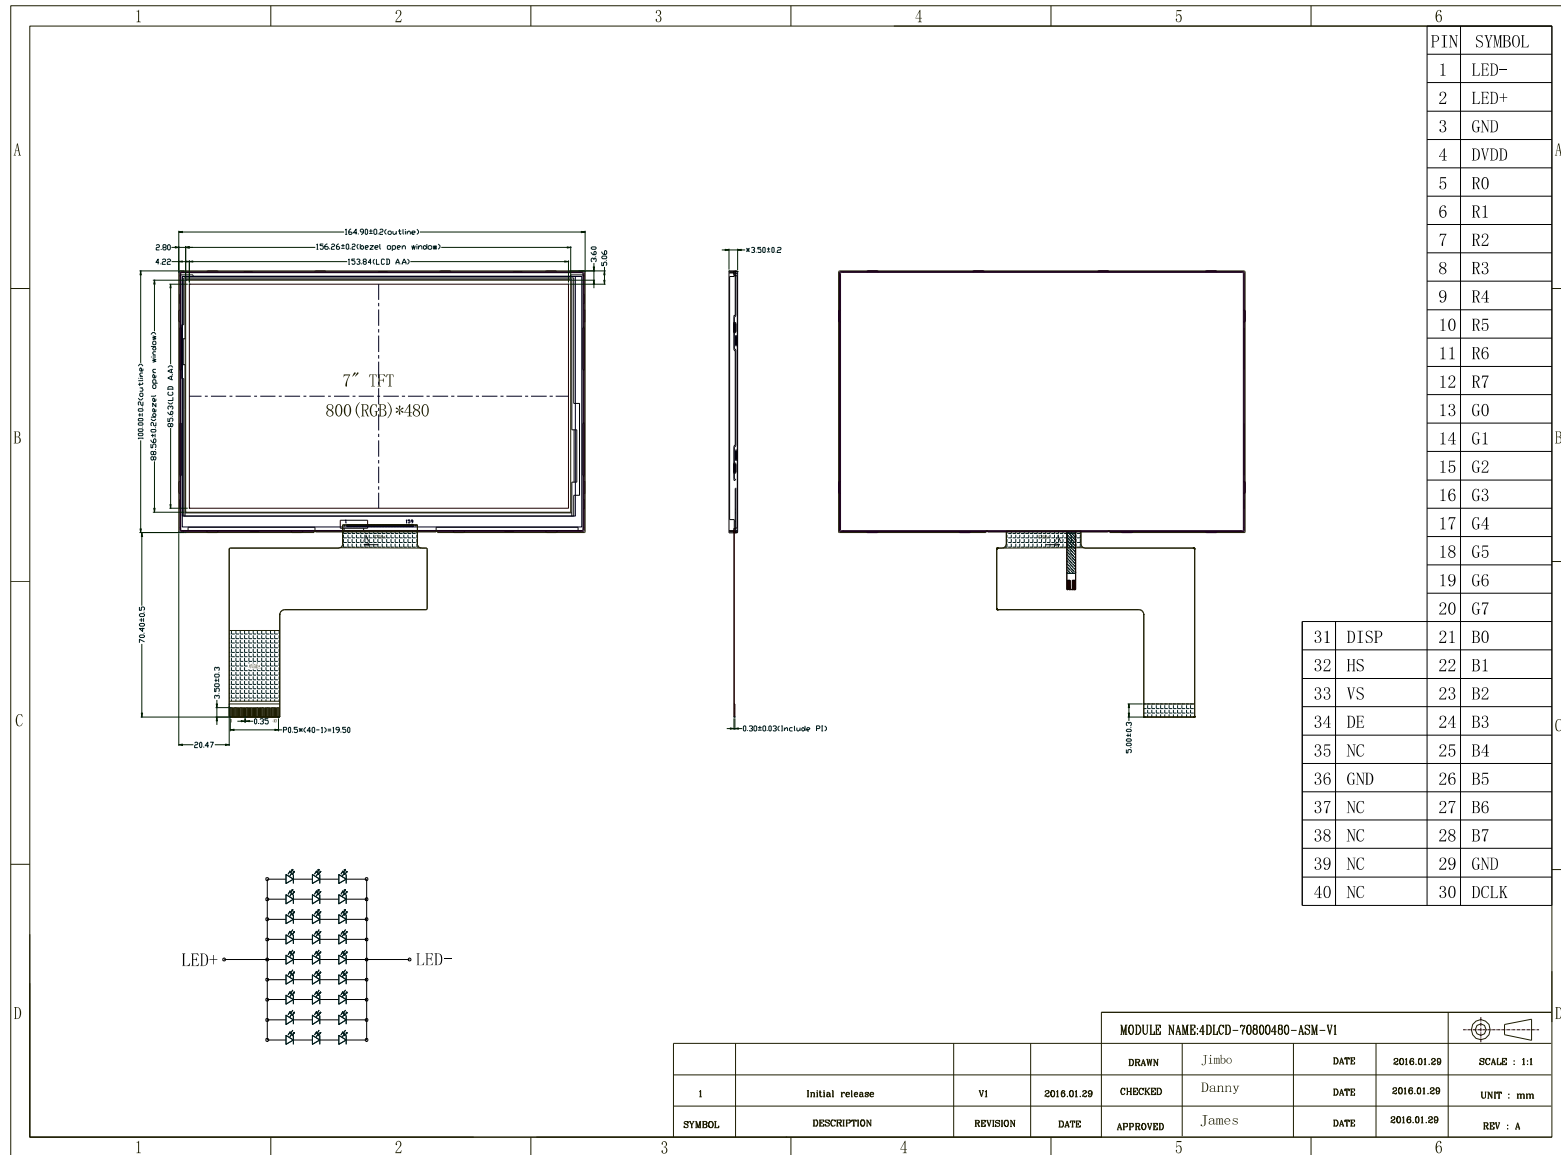 1 2 3 4 5 6
PIN SYMBOL
1 LED-
2 LED+
3 GND
4 DVDD
5 R0
6 R1
7 R2
8 R3
9 R4
10 R5
11 R6
12 R7
13 G0
14 G1
15 G2
16 G3
17 G4
18 G5
19 G6
20 G7
31 DISP 21 B0
32 HS 22 B1
33 VS 23 B2
34 DE 24 B3
35 NC 25 B4
36 GND 26 B5
37 NC 27 B6
38 NC 28 B7
39 NC 29 GND
40 NC 30 DCLK
A
B
C
D
A
B
C
D
164.90±0.2(outline)
2.80
156.26±0.2(bezel open window)
4.22
153.84(LCD AA)
3.60
5.06
100.00±0.2(outline)
88.56±0.2(bezel open window)
85.63(LCD AA)
7″ TFT
800(RGB)*480
70.40±0.5
3.50±0.3
0.35
P0.5*(40-1)=19.50
20.47
*3.50±0.2
0.30±0.03(Include PI)
5.00±0.3
LED+
LED-
MODULE NAME:4DLCD-70800480-ASM-V1
DRAWN Jimbo DATE 2016.01.29 SCALE : 1:1
1 Initial release V1 2016.01.29 CHECKED Danny DATE 2016.01.29 UNIT : mm
SYMBOL DESCRIPTION REVISION DATE APPROVED James DATE 2016.01.29 REV : A
1 2 3 4 5 6